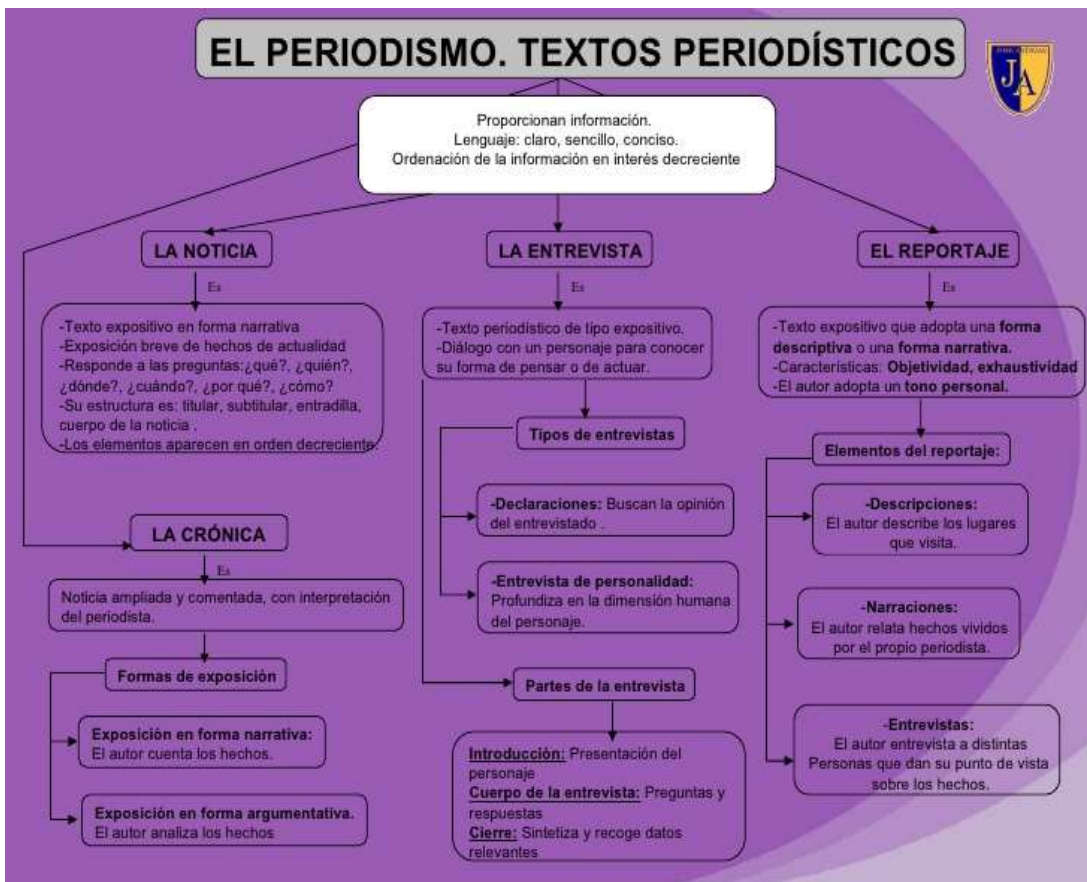 EL PERIODISMO. TEXTOS PERIODÍSTICOS
JA
Proporcionan información.
Lenguaje: claro, sencillo, conciso.
Ordenación de la información en interés decreciente
LA NOTICIA
Es
-Texto expositivo en forma narrativa
-Exposición breve de hechos de actualidad
-Responde a las preguntas:¿qué?, ¿quién?,
¿dónde?, ¿cuándo?, ¿por qué?, ¿cómo?
-Su estructura es: titular, subtitular, entradilla,
cuerpo de la noticia .
-Los elementos aparecen en orden decreciente.
LA CRÓNICA
Es
Noticia ampliada y comentada, con interpretación
del periodista.
Formas de exposición
Exposición en forma narrativa:
El autor cuenta los hechos.
Exposición en forma argumentativa.
El autor analiza los hechos
LA ENTREVISTA
Es
-Texto periodístico de tipo expositivo.
-Diálogo con un personaje para conocer
su forma de pensar o de actuar.
Tipos de entrevistas
-Declaraciones: Buscan la opinión
del entrevistado .
-Entrevista de personalidad:
Profundiza en la dimensión humana
del personaje.
Partes de la entrevista
Introducción: Presentación del
personaje
Cuerpo de la entrevista: Preguntas y
respuestas
Cierre: Sintetiza y recoge datos
relevantes
EL REPORTAJE
Es
-Texto expositivo que adopta una forma
descriptiva o una forma narrativa.
-Características: Objetividad, exhaustividad
-El autor adopta un tono personal.
Elementos del reportaje:
-Descripciones:
El autor describe los lugares
que visita.
-Narraciones:
El autor relata hechos vividos
por el propio periodista.
-Entrevistas:
El autor entrevista a distintas
Personas que dan su punto de vista
sobre los hechos.